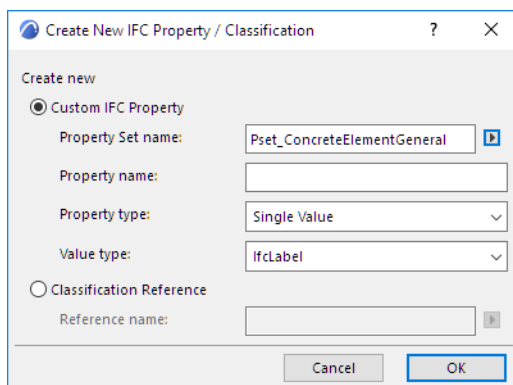 Create New IFC Property / Classification ?
Create new
Custom IFC Property
Property Set name: Pset_ConcreteElementGeneral
Property name:
Property type: Single Value
Value type: IfcLabel
Classification Reference
Reference name:
Cancel OK